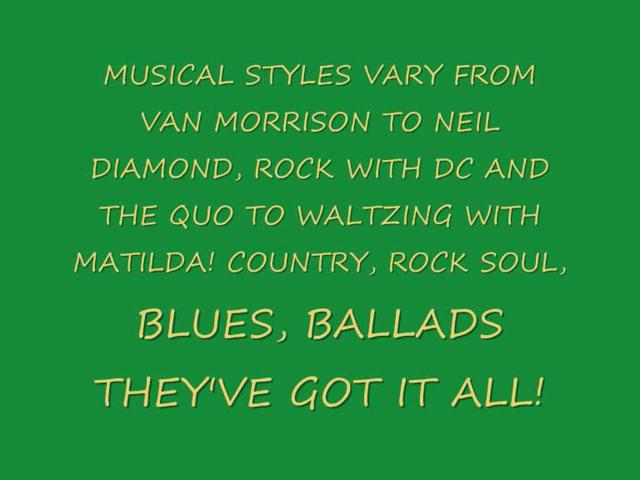 MUSICAL STYLES VARY FROM
VAN MORRISON TO NEIL
DIAMOND, ROCK WITH DC AND
THE QUO TO WALTZING WITH
MATILDA! COUNTRY, ROCK SOUL,
BLUES, BALLADS
THEY'VE GOT IT ALL!